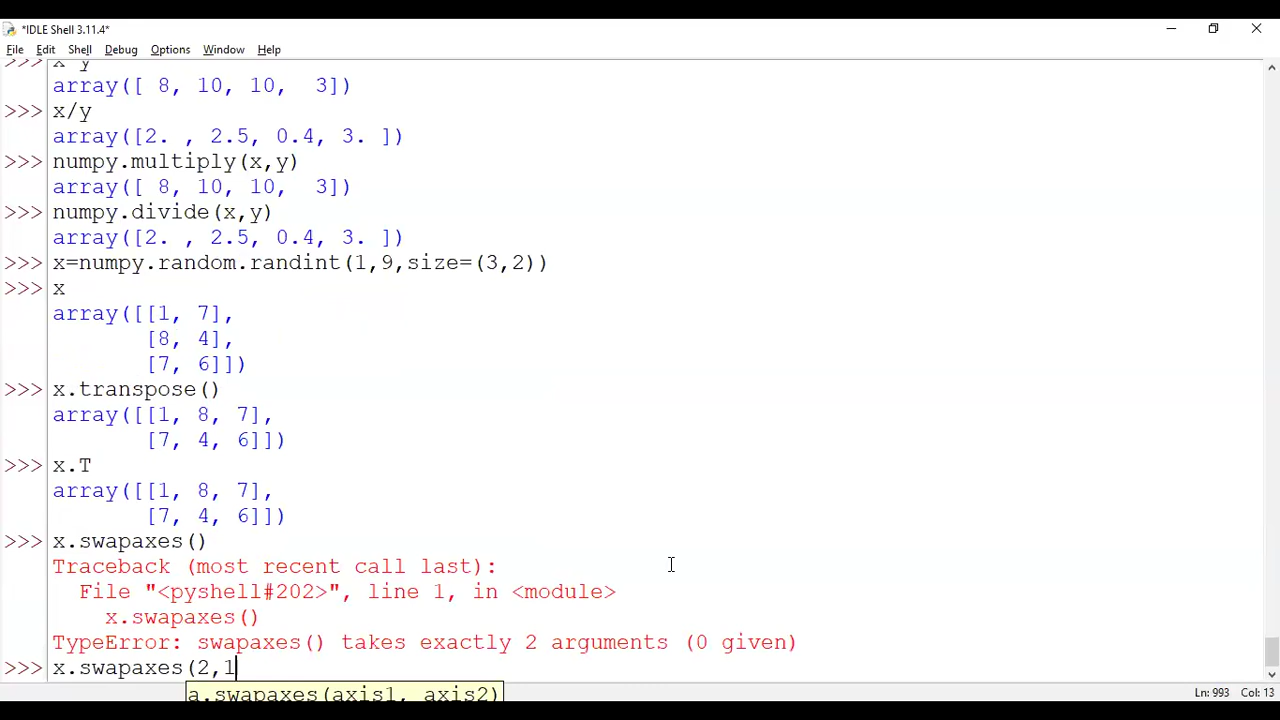 *IDLE Shell 3.11.4*
File Edit Shell Debug Options Window Help
array([ 8, 10, 10,  3])
>>> x/y
array([2. , 2.5, 0.4, 3. ])
>>> numpy.multiply(x,y)
array([ 8, 10, 10,  3])
>>> numpy.divide(x,y)
array([2. , 2.5, 0.4, 3. ])
>>> x=numpy.random.randint(1,9,size=(3,2))
>>> x
array([[1, 7],
       [8, 4],
       [7, 6]])
>>> x.transpose()
array([[1, 8, 7],
       [7, 4, 6]])
>>> x.T
array([[1, 8, 7],
       [7, 4, 6]])
>>> x.swapaxes()
Traceback (most recent call last):
  File "<pyshell#202>", line 1, in <module>
    x.swapaxes()
TypeError: swapaxes() takes exactly 2 arguments (0 given)
>>> x.swapaxes(2,1
a.swapaxes(axis1, axis2)
Ln: 993 Col: 13